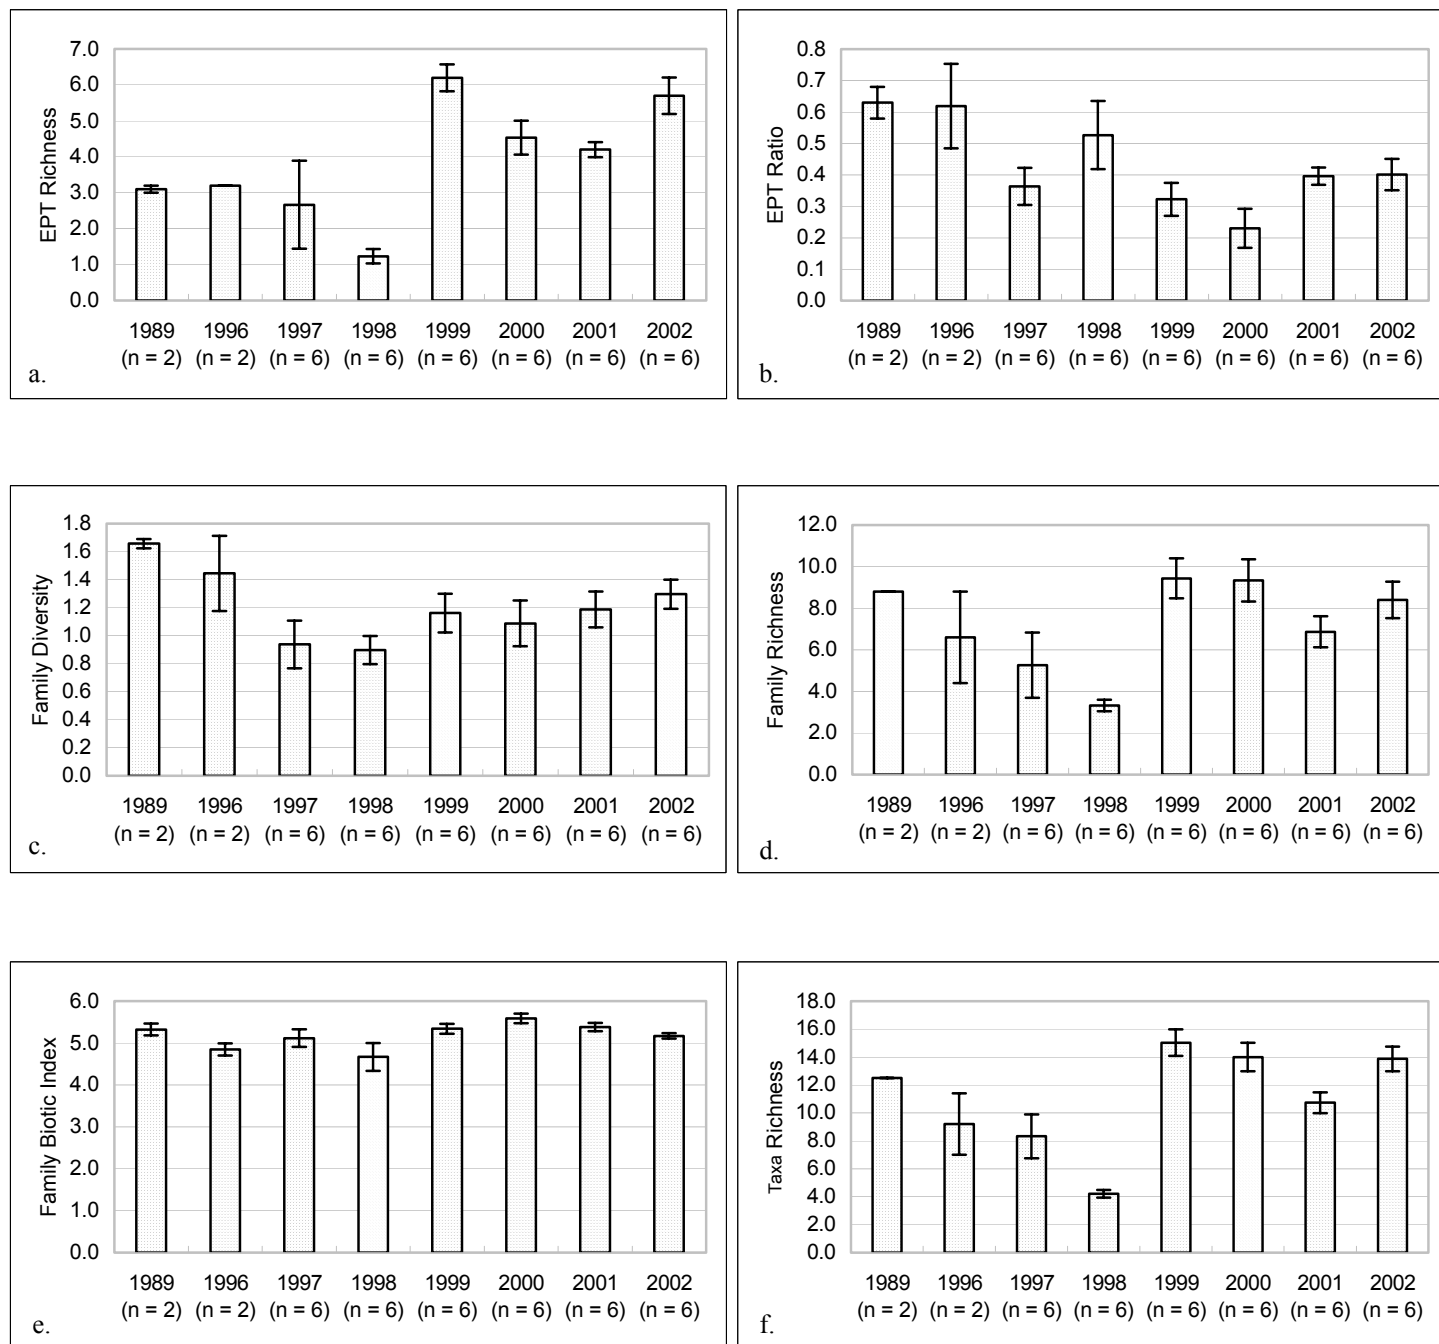 EPT Richness
7.0
6.0
5.0
4.0
3.0
2.0
1.0
0.0
1989 1996 1997 1998 1999 2000 2001 2002
(n = 2) (n = 2) (n = 6) (n = 6) (n = 6) (n = 6) (n = 6) (n = 6)
a.
EPT Ratio
0.8
0.7
0.6
0.5
0.4
0.3
0.2
0.1
0.0
1989 1996 1997 1998 1999 2000 2001 2002
(n = 2) (n = 2) (n = 6) (n = 6) (n = 6) (n = 6) (n = 6) (n = 6)
b.
Family Diversity
1.8
1.6
1.4
1.2
1.0
0.8
0.6
0.4
0.2
0.0
1989 1996 1997 1998 1999 2000 2001 2002
(n = 2) (n = 2) (n = 6) (n = 6) (n = 6) (n = 6) (n = 6) (n = 6)
c.
Family Richness
12.0
10.0
8.0
6.0
4.0
2.0
0.0
1989 1996 1997 1998 1999 2000 2001 2002
(n = 2) (n = 2) (n = 6) (n = 6) (n = 6) (n = 6) (n = 6) (n = 6)
d.
Family Biotic Index
6.0
5.0
4.0
3.0
2.0
1.0
0.0
1989 1996 1997 1998 1999 2000 2001 2002
(n = 2) (n = 2) (n = 6) (n = 6) (n = 6) (n = 6) (n = 6) (n = 6)
e.
Taxa Richness
18.0
16.0
14.0
12.0
10.0
8.0
6.0
4.0
2.0
0.0
1989 1996 1997 1998 1999 2000 2001 2002
(n = 2) (n = 2) (n = 6) (n = 6) (n = 6) (n = 6) (n = 6) (n = 6)
f.